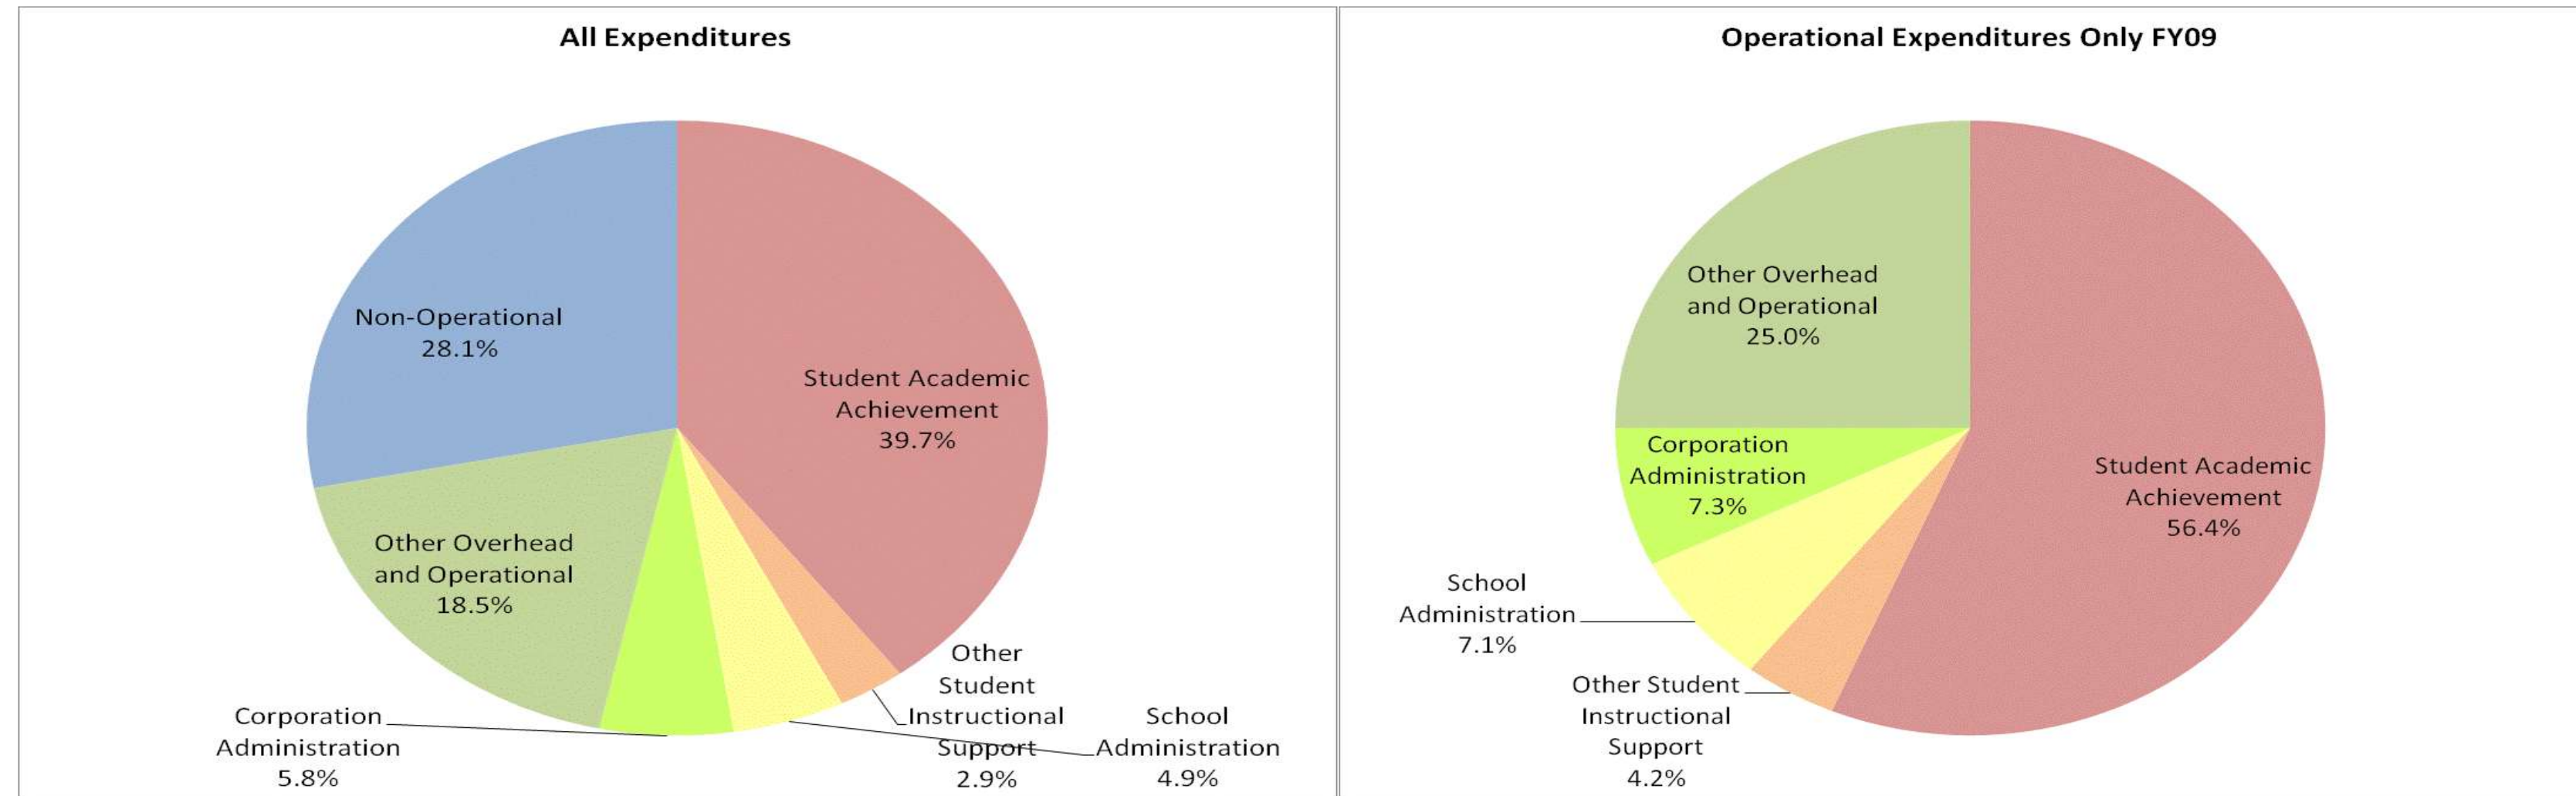 All Expenditures
Non-Operational
28.1%
Student Academic
Achievement
39.7%
Other Overhead
and Operational
18.5%
Other
Student
Instructional
Support
2.9%
Corporation
Administration
5.8%
School
Administration
4.9%
Operational Expenditures Only FY09
Other Overhead
and Operational
25.0%
Corporation
Administration
7.3%
Student Academic
Achievement
56.4%
School
Administration
7.1%
Other Student
Instructional
Support
4.2%